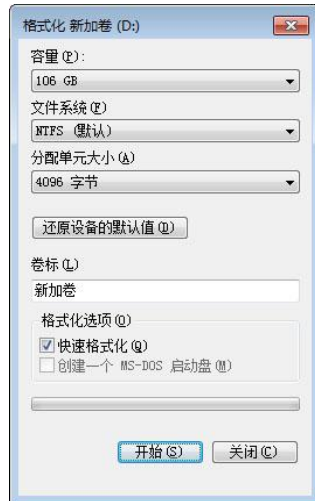 格式化 新加卷 (D:)
容量(P):
106 GB
文件系统(F)
NTFS (默认)
分配单元大小(A)
4096 字节
还原设备的默认值(D)
卷标(L)
新加卷
格式化选项(O)
快速格式化(Q)
创建一个 MS-DOS 启动盘(M)
开始(S)
关闭(C)